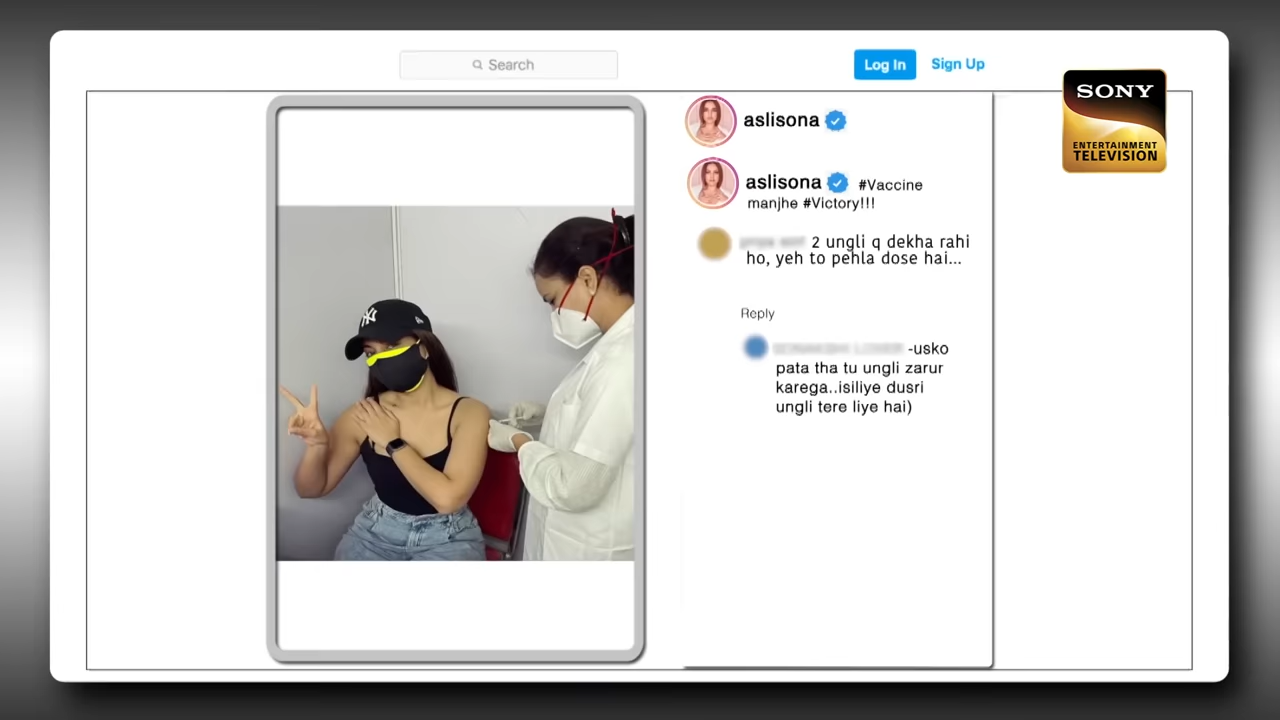 Search
Log In
Sign Up
SONY
ENTERTAINMENT
TELEVISION
aslisona
aslisona #Vaccine
manjhe #Victory!!!
2 ungli q dekha rahi
ho, yeh to pehla dose hai...
Reply
-usko
pata tha tu ungli zarur
karega..isiliye dusri
ungli tere liye hai)
NY